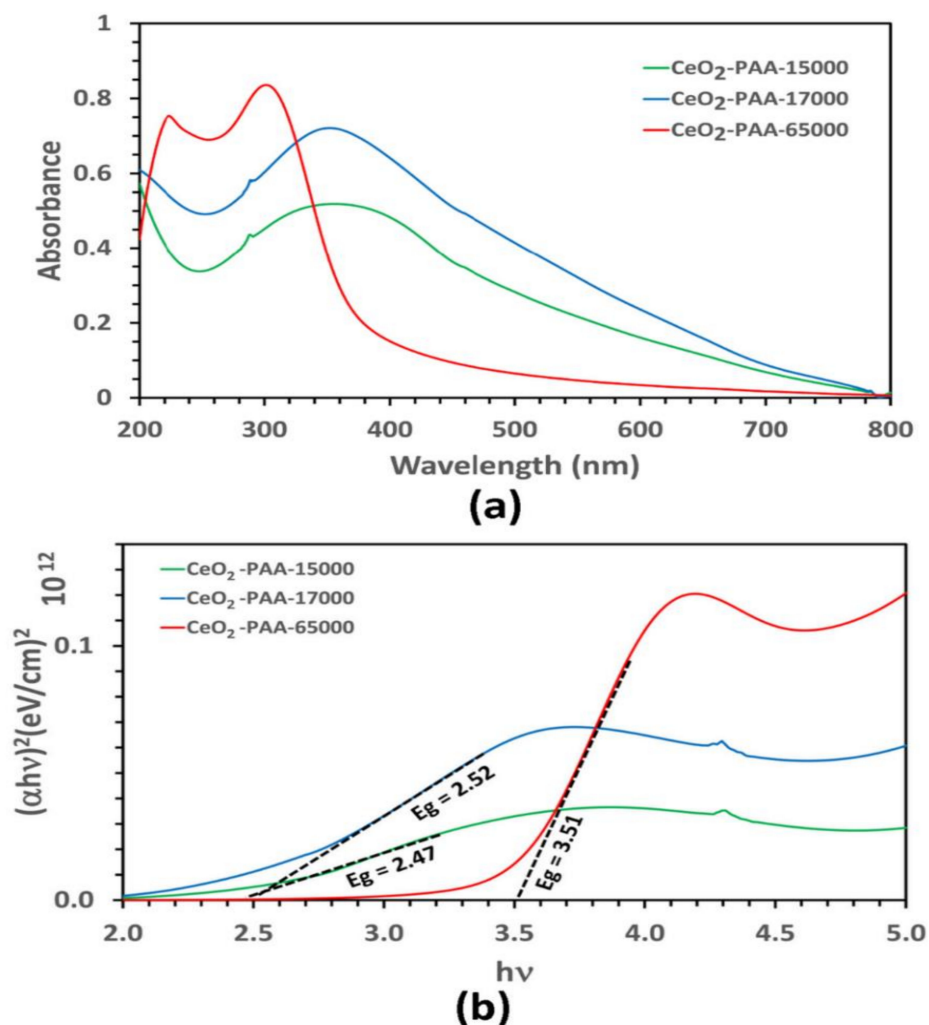 1
0.8
0.6
0.4
0.2
0
Absorbance
CeO2-PAA-15000
CeO2-PAA-17000
CeO2-PAA-65000
200 300 400 500 600 700 800
Wavelength (nm)
(a)
(αhν)²(eV/cm)² 10¹²
0.1
0.0
CeO₂ -PAA-15000
CeO₂ -PAA-17000
CeO₂ -PAA-65000
Eg = 2.52
Eg = 2.47
Eg = 3.51
2.0 2.5 3.0 3.5 4.0 4.5 5.0
hν
(b)